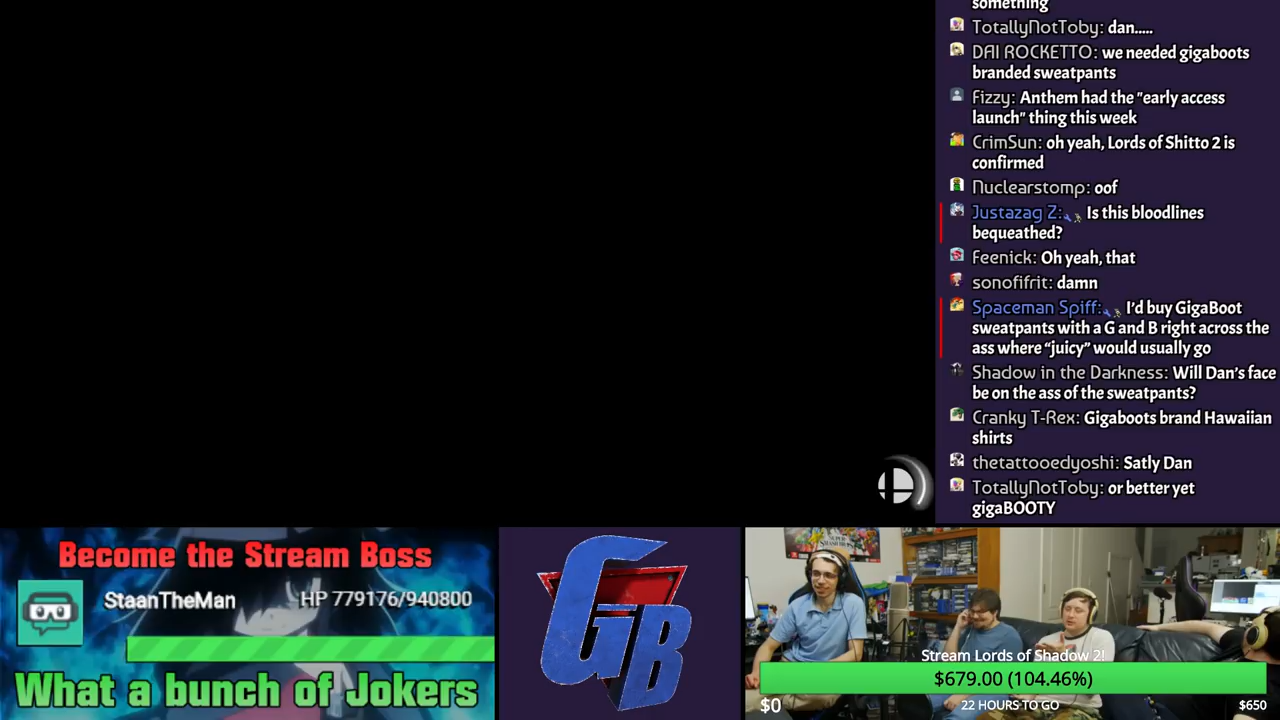 something
TotallyNotToby: dan.....
DAI ROCKETTO: we needed gigaboots
branded sweatpants
Fizzy: Anthem had the "early access
launch" thing this week
CrimSun: oh yeah, Lords of Shitto 2 is
confirmed
Nuclearstomp: oof
Justazag Z: Is this bloodlines
bequeathed?
Feenick: Oh yeah, that
sonofifrit: damn
Spaceman Spiff: I'd buy GigaBoot
sweatpants with a G and B right across the
ass where “juicy” would usually go
Shadow in the Darkness: Will Dan's face
be on the ass of the sweatpants?
Cranky T-Rex: Gigaboots brand Hawaiian
shirts
thetattooedyoshi: Satly Dan
TotallyNotToby: or better yet
gigaBOOTY
Become the Stream Boss
StaanTheMan HP 779176/940800
What a bunch of Jokers
GB
Stream Lords of Shadow 2!
$679.00 (104.46%)
$0 22 HOURS TO GO $650